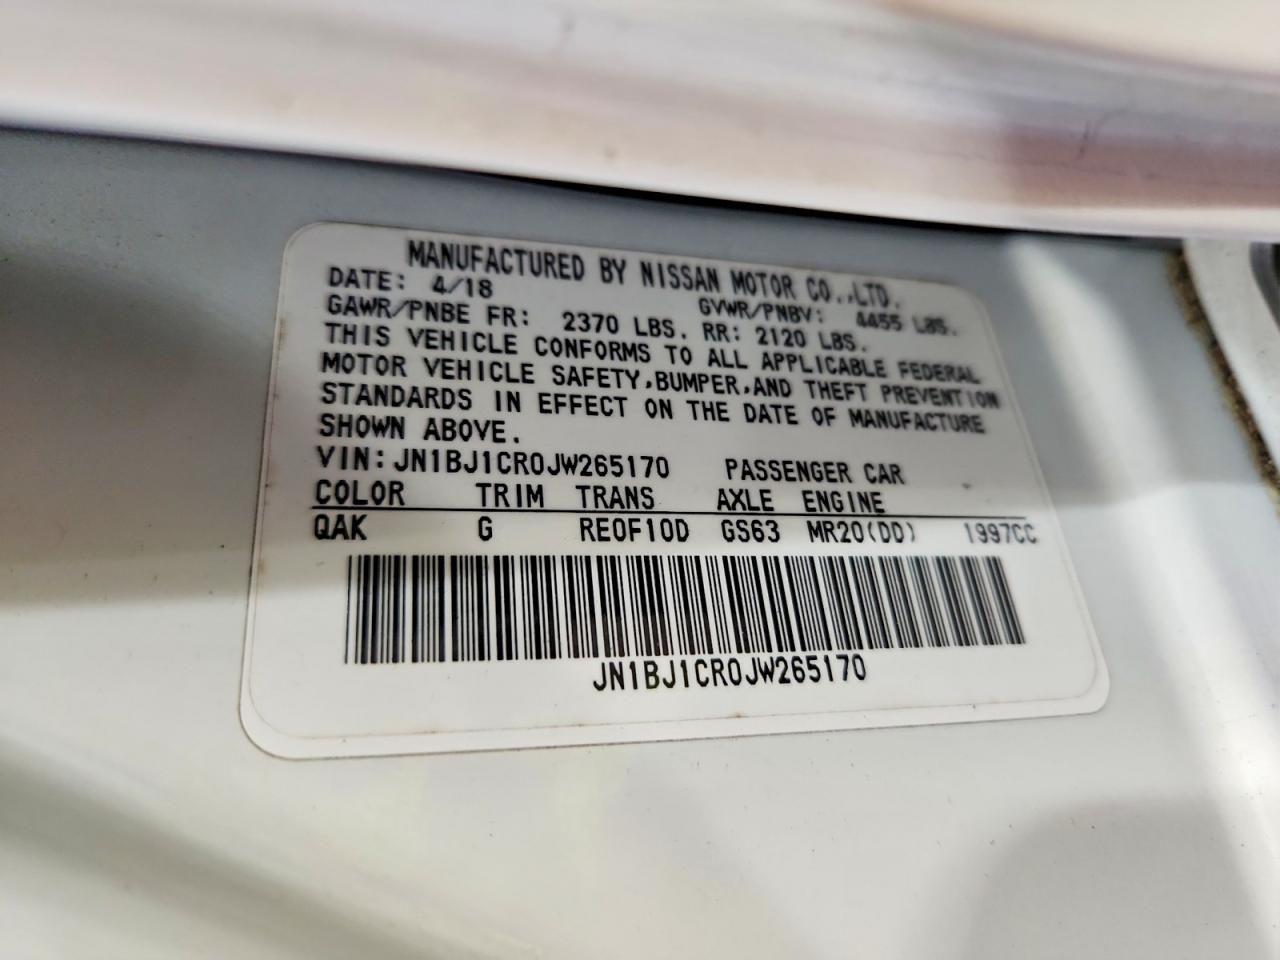 MANUFACTURED BY NISSAN MOTOR CO.,LTD.
DATE: 4/18 GVWR/PNBV: 4455 LBS.
GAWR/PNBE FR: 2370 LBS. RR: 2120 LBS.
THIS VEHICLE CONFORMS TO ALL APPLICABLE FEDERAL
MOTOR VEHICLE SAFETY,BUMPER,AND THEFT PREVENTION
STANDARDS IN EFFECT ON THE DATE OF MANUFACTURE
SHOWN ABOVE.
VIN:JN1BJ1CR0JW265170 PASSENGER CAR
COLOR TRIM TRANS AXLE ENGINE
QAK G RE0F10D GS63 MR20(DD) 1997CC
JN1BJ1CR0JW265170